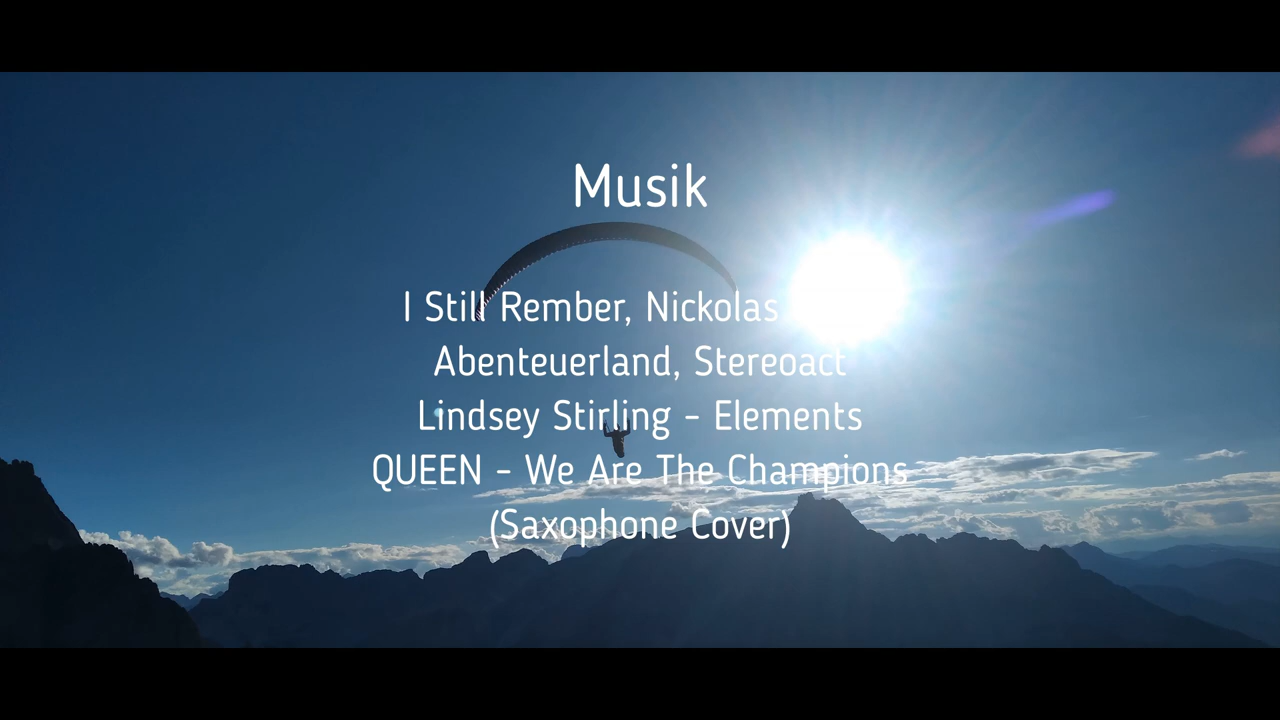 Musik
I Still Rember, Nickolas
Abenteuerland, Stereoact
Lindsey Stirling - Elements
QUEEN - We Are The Champions
(Saxophone Cover)